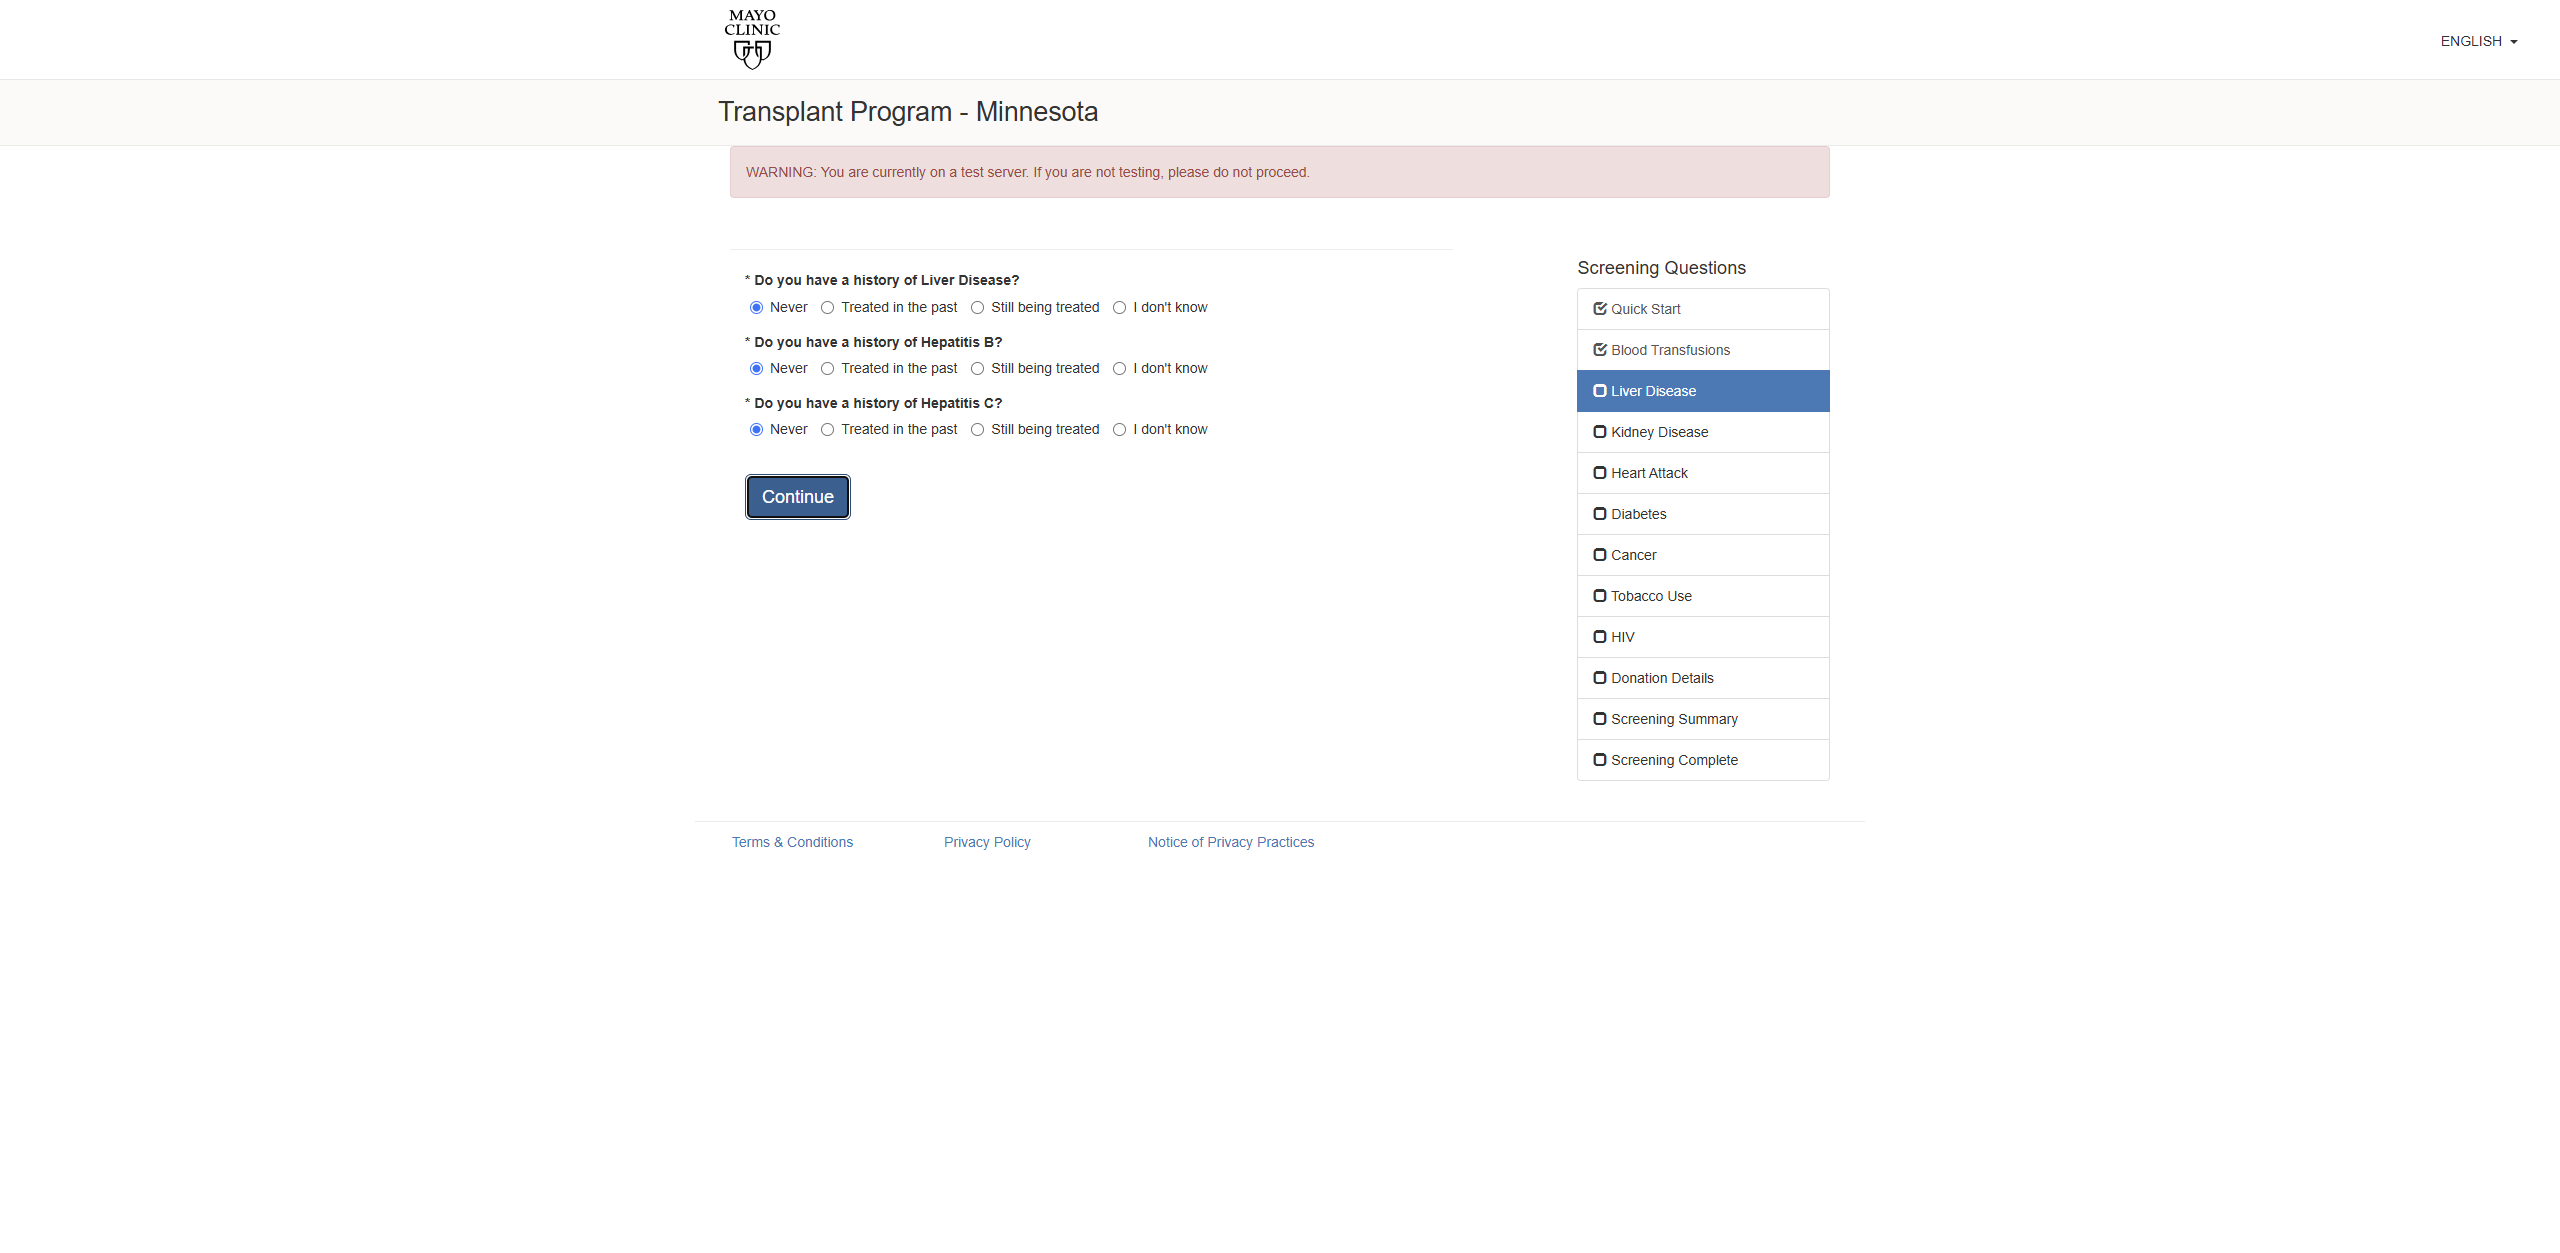 MAYO
CLINIC
ENGLISH
Transplant Program - Minnesota
WARNING: You are currently on a test server. If you are not testing, please do not proceed.
* Do you have a history of Liver Disease?
Never Treated in the past Still being treated I don't know
* Do you have a history of Hepatitis B?
Never Treated in the past Still being treated I don't know
* Do you have a history of Hepatitis C?
Never Treated in the past Still being treated I don't know
Continue
Screening Questions
Quick Start
Blood Transfusions
Liver Disease
Kidney Disease
Heart Attack
Diabetes
Cancer
Tobacco Use
HIV
Donation Details
Screening Summary
Screening Complete
Terms & Conditions Privacy Policy Notice of Privacy Practices